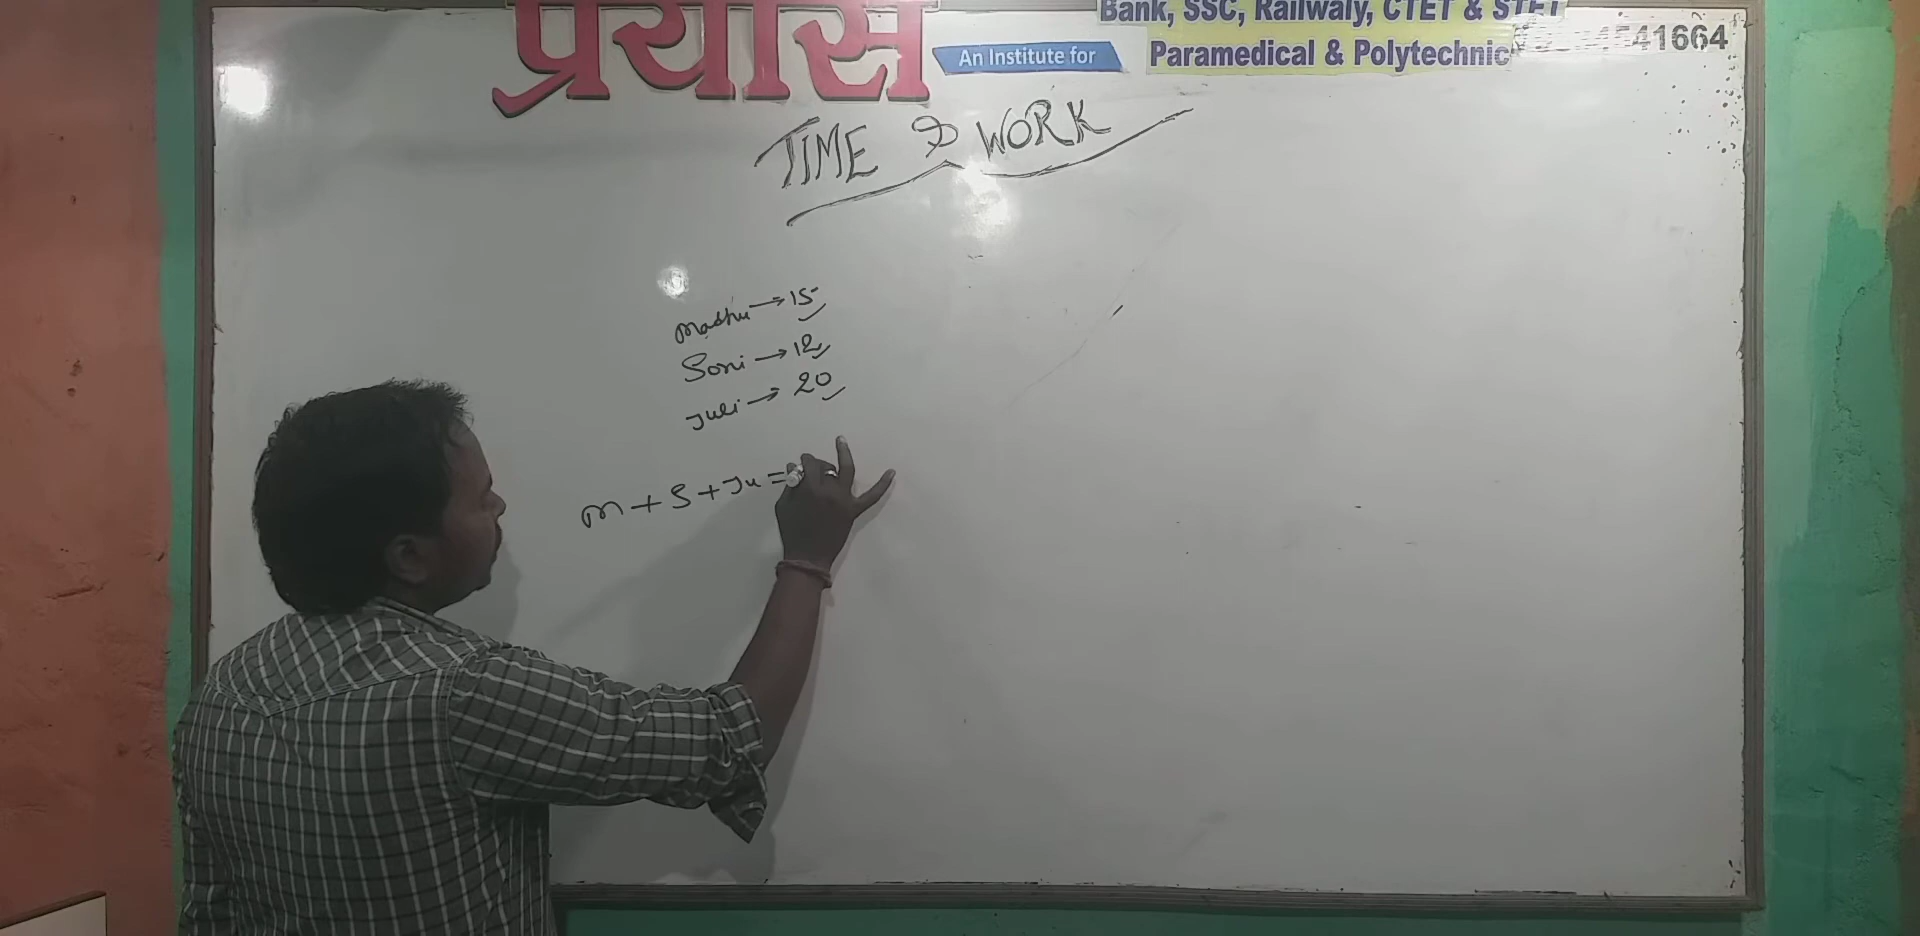 प्रयास
Bank, SSC, Railwaly, CTET & STET
An Institute for
Paramedical & Polytechnic
41664
TIME & WORK
Madhu → 15
Soni → 12
Juli → 20
M + S + Ju =